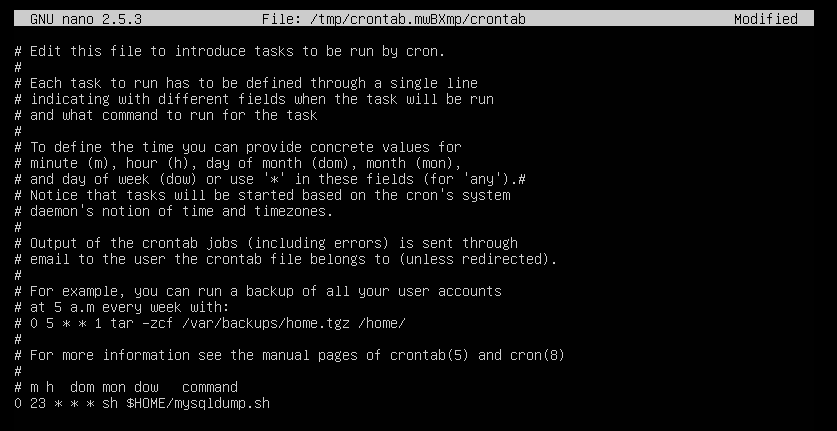 GNU nano 2.5.3 File: /tmp/crontab.mwBXmp/crontab Modified
# Edit this file to introduce tasks to be run by cron.
#
# Each task to run has to be defined through a single line
# indicating with different fields when the task will be run
# and what command to run for the task
#
# To define the time you can provide concrete values for
# minute (m), hour (h), day of month (dom), month (mon),
# and day of week (dow) or use '*' in these fields (for 'any').#
# Notice that tasks will be started based on the cron's system
# daemon's notion of time and timezones.
#
# Output of the crontab jobs (including errors) is sent through
# email to the user the crontab file belongs to (unless redirected).
#
# For example, you can run a backup of all your user accounts
# at 5 a.m every week with:
# 0 5 * * 1 tar -zcf /var/backups/home.tgz /home/
#
# For more information see the manual pages of crontab(5) and cron(8)
#
# m h  dom mon dow   command
0 23 * * * sh $HOME/mysqldump.sh